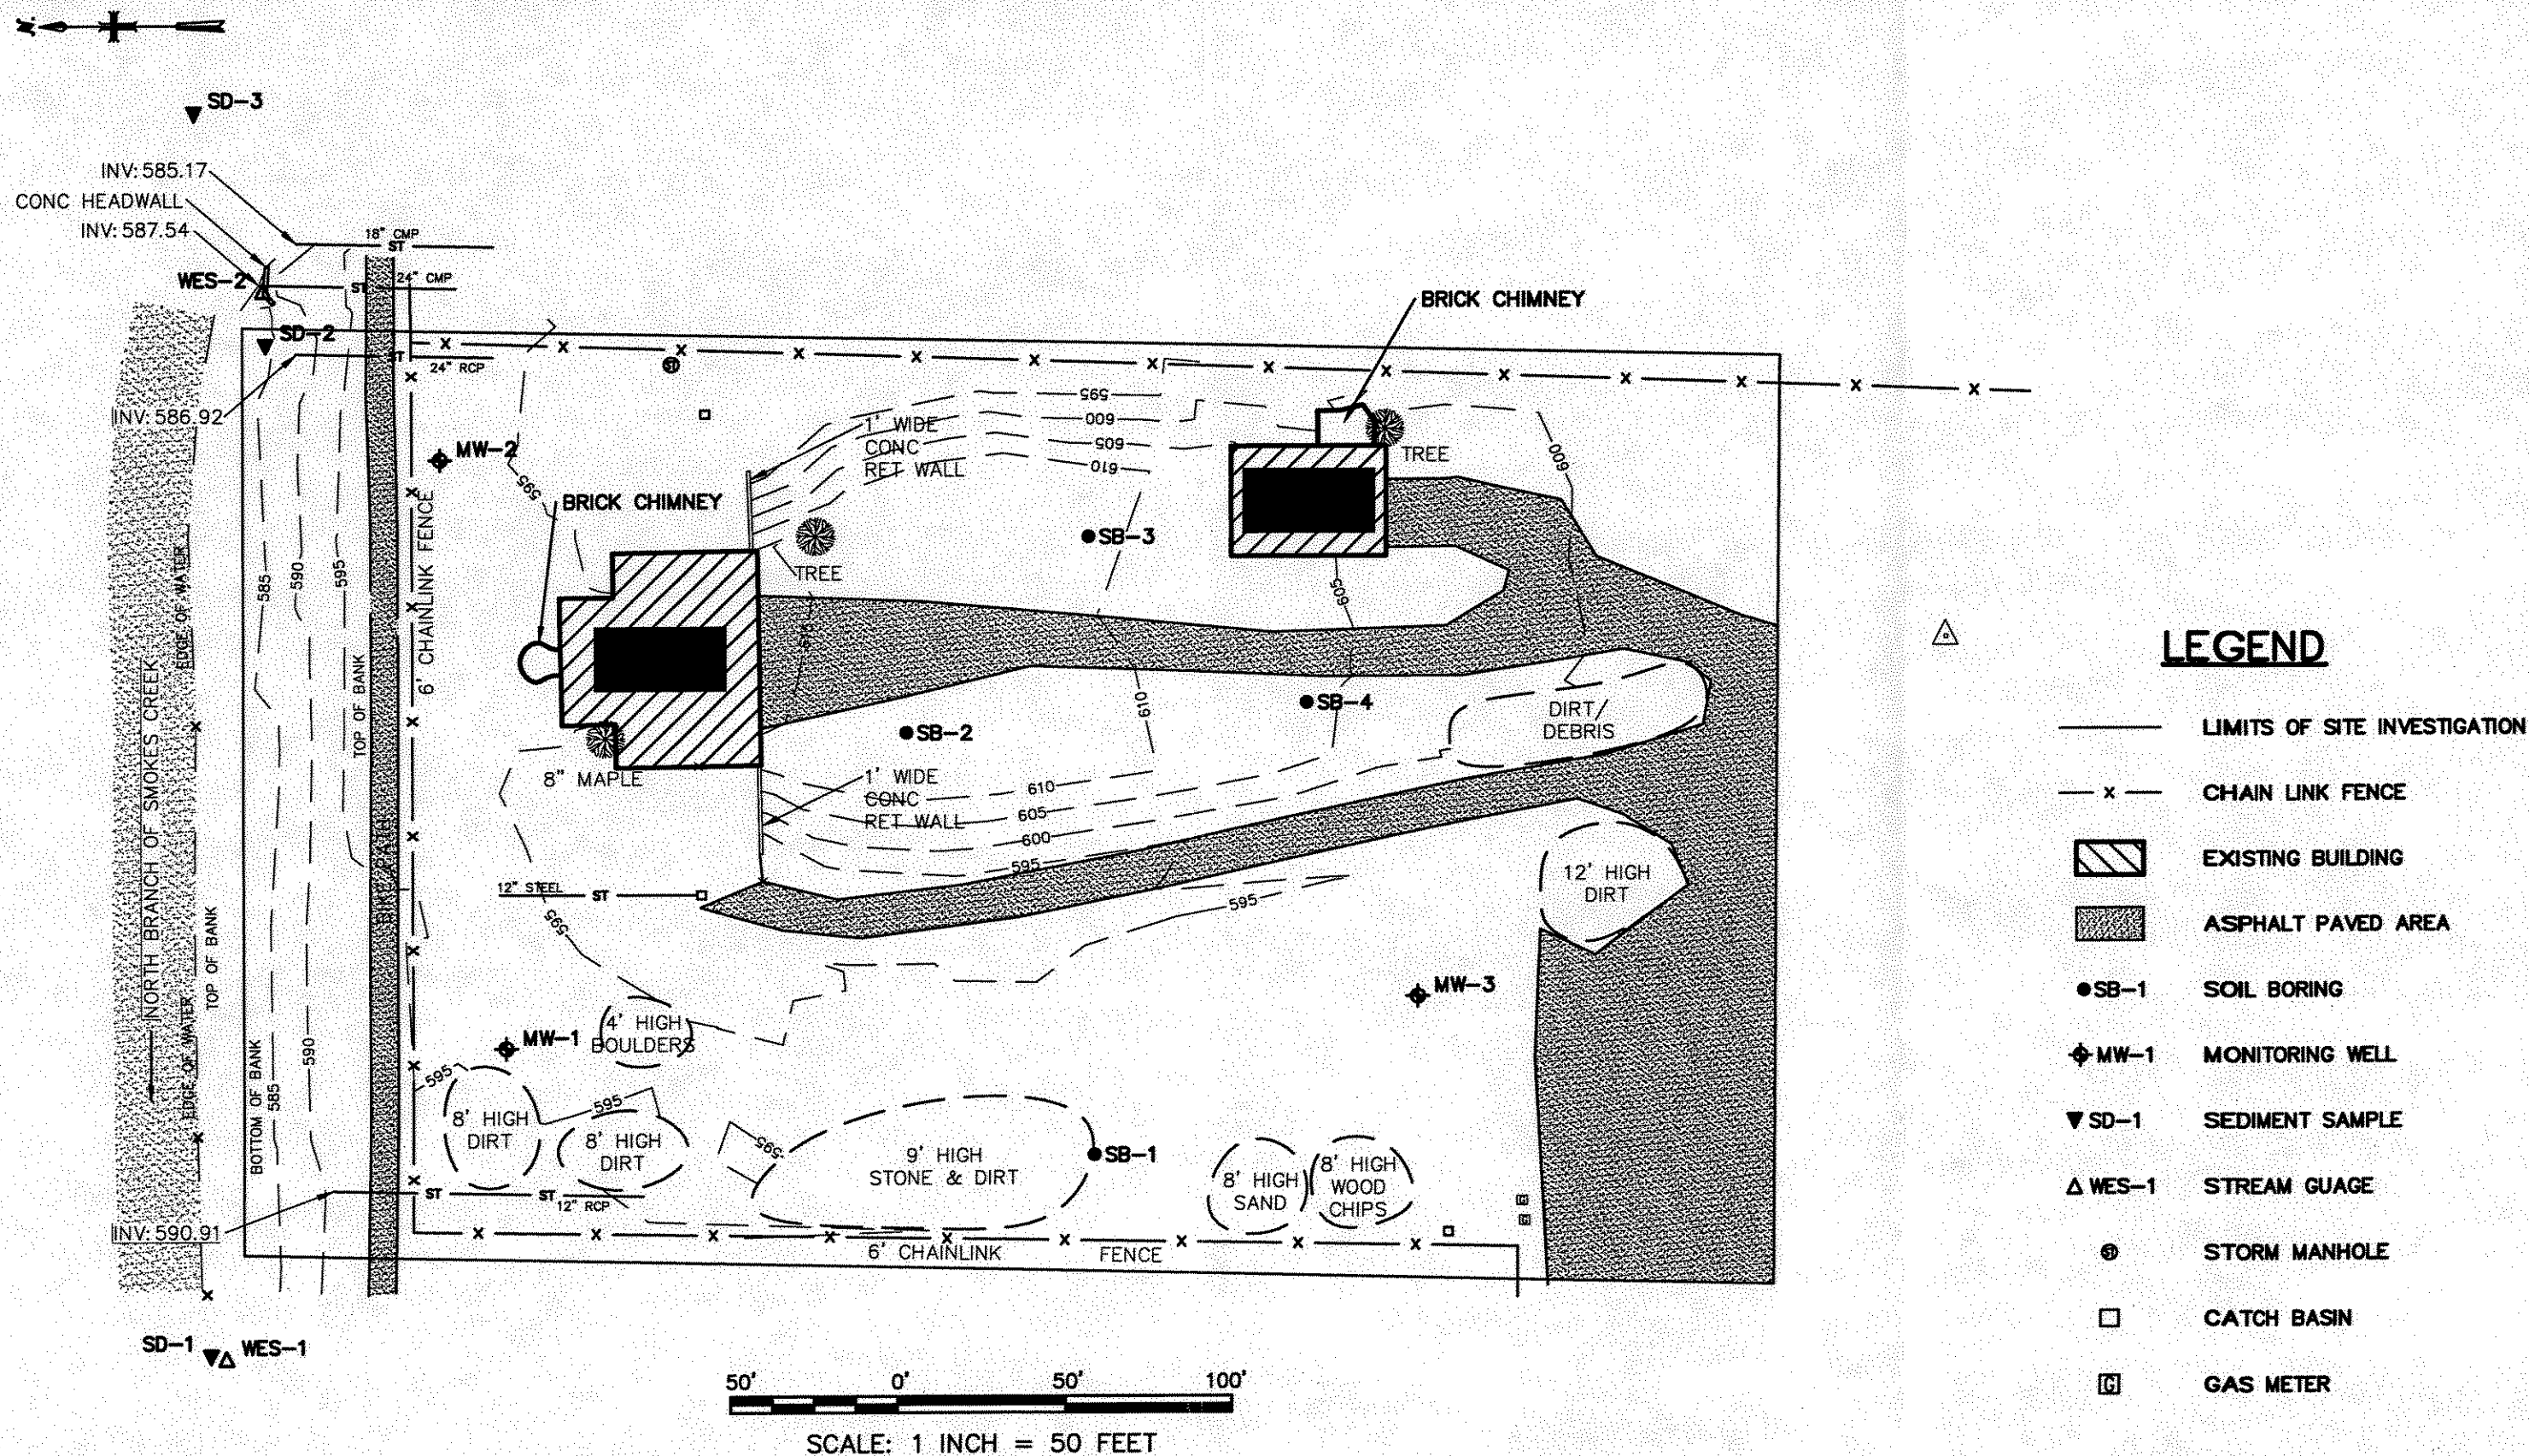 N
SD-3
INV: 585.17
CONC HEADWALL
INV: 587.54
18" CMP
ST
WES-2
24" CMP
ST
BRICK CHIMNEY
SD-2
ST
24" RCP
ST
INV: 586.92
595
600
605
610
1' WIDE
CONC
RET WALL
MW-2
TREE
600
595
BRICK CHIMNEY
SB-3
TREE
585
590
595
6' CHAINLINK FENCE
EDGE OF WATER
605
615
NORTH BRANCH OF SMOKES CREEK
TOP OF BANK
610
SB-4
DIRT/
DEBRIS
SB-2
8" MAPLE
1' WIDE
CONC
RET WALL
610
605
600
595
BIKE PATH
12' HIGH
DIRT
12" STEEL
ST
595
595
TOP OF BANK
EDGE OF WATER
MW-3
4' HIGH
BOULDERS
MW-1
590
585
BOTTOM OF BANK
595
595
8' HIGH
DIRT
8' HIGH
DIRT
595
9' HIGH
STONE & DIRT
SB-1
8' HIGH
SAND
8' HIGH
WOOD
CHIPS
ST
ST
12" RCP
G
G
INV: 590.91
6' CHAINLINK
FENCE
SD-1
WES-1
50'
0'
50'
100'
SCALE: 1 INCH = 50 FEET
LEGEND
LIMITS OF SITE INVESTIGATION
x CHAIN LINK FENCE
EXISTING BUILDING
ASPHALT PAVED AREA
SB-1 SOIL BORING
MW-1 MONITORING WELL
SD-1 SEDIMENT SAMPLE
WES-1 STREAM GUAGE
ST STORM MANHOLE
CATCH BASIN
G GAS METER